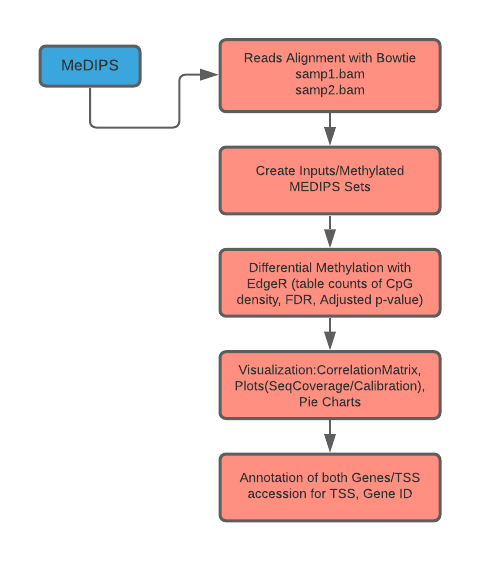 MeDIPS
Reads Alignment with Bowtie
samp1.bam
samp2.bam
Create Inputs/Methylated
MEDIPS Sets
Differential Methylation with
EdgeR (table counts of CpG
density, FDR, Adjusted p-value)
Visualization:CorrelationMatrix,
Plots(SeqCoverage/Calibration),
Pie Charts
Annotation of both Genes/TSS
accession for TSS, Gene ID